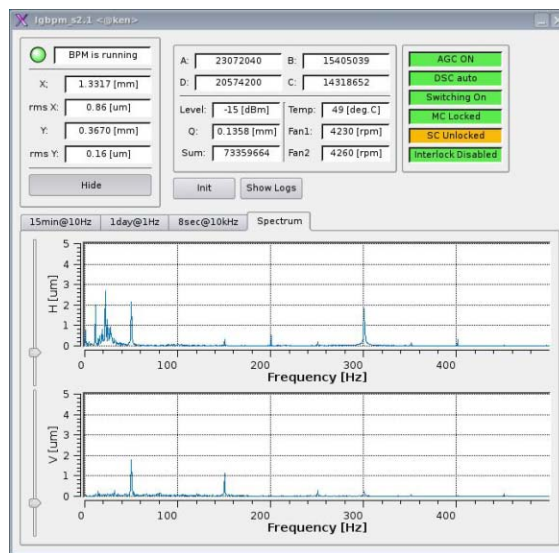 lgbpm_s2.1 <@ken>
BPM is running
X: 1.3317 [mm]
rms X: 0.86 [um]
Y: 0.3670 [mm]
rms Y: 0.16 [um]
Hide
A: 23072040 B: 15405039
D: 20574200 C: 14318652
Level: -15 [dBm] Temp: 49 [deg.C]
Q: 0.1358 [mm] Fan1: 4230 [rpm]
Sum: 73359664 Fan2 4260 [rpm]
Init Show Logs
AGC ON
DSC auto
Switching On
MC Locked
SC Unlocked
Interlock Disabled
15min@10Hz 1day@1Hz 8sec@10kHz Spectrum
H [um]
5
4
3
2
1
0
0 100 200 300 400
Frequency [Hz]
V [um]
5
4
3
2
1
0
0 100 200 300 400
Frequency [Hz]